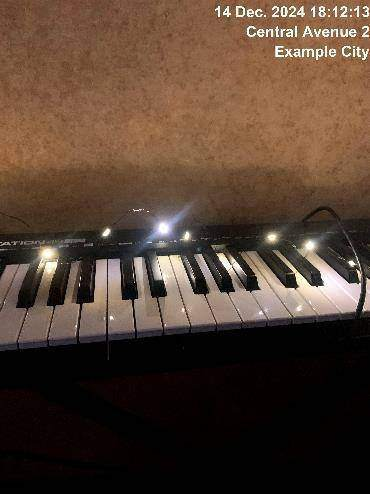 14 Dec. 2024 18:12:13
Central Avenue 2
Example City